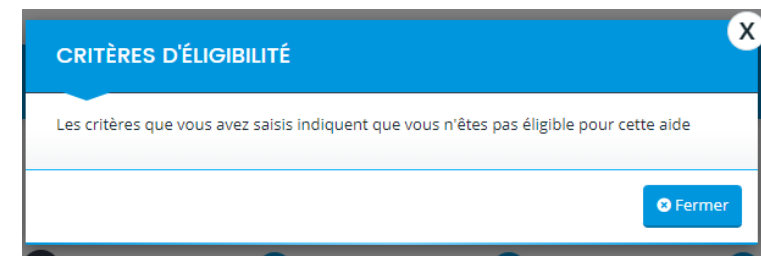 X
CRITÈRES D'ÉLIGIBILITÉ
Les critères que vous avez saisis indiquent que vous n'êtes pas éligible pour cette aide
Fermer